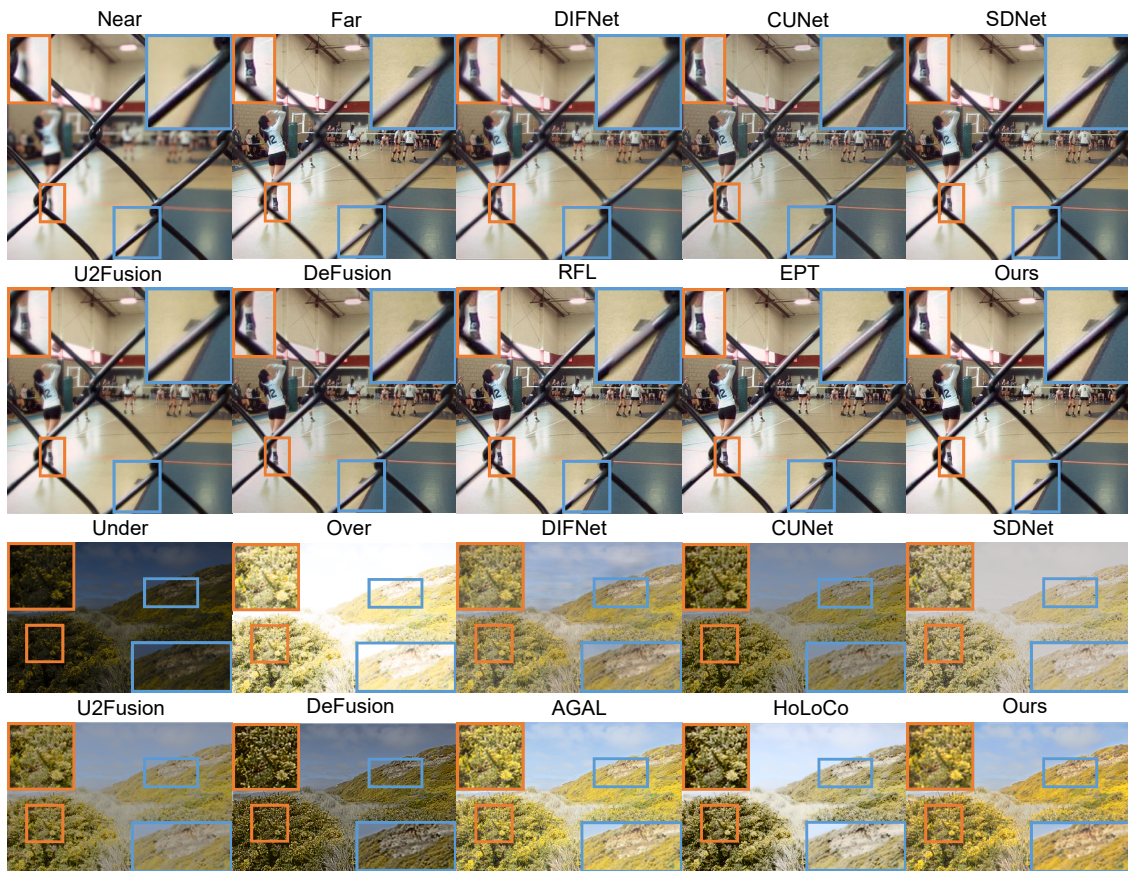 Near Far DIFNet CUNet SDNet
U2Fusion DeFusion RFL EPT Ours
Under Over DIFNet CUNet SDNet
U2Fusion DeFusion AGAL HoLoCo Ours